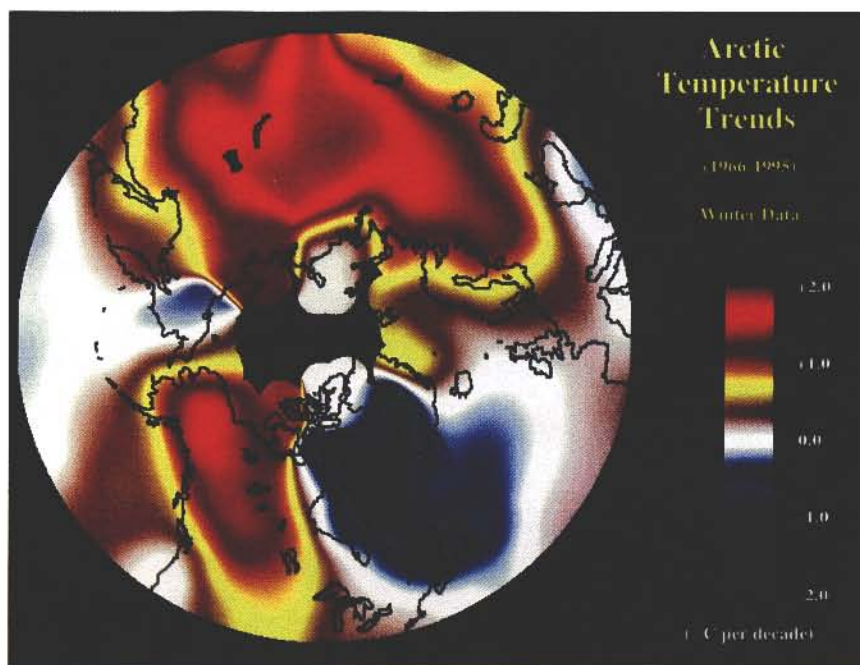 Arctic
Temperature
Trends
(1966-1995)
Winter Data
+2.0
+1.0
0.0
-1.0
-2.0
(° C per decade)